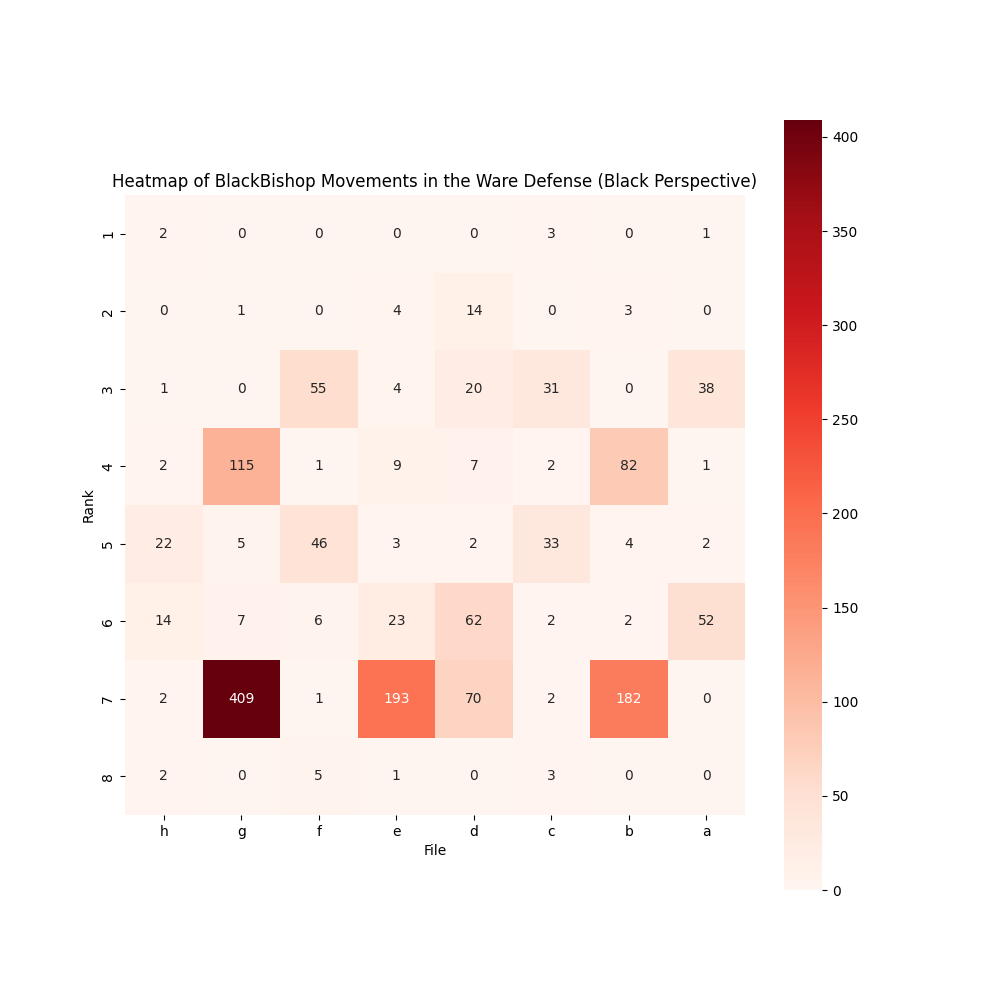 Heatmap of BlackBishop Movements in the Ware Defense (Black Perspective)
1 2 0 0 0 0 3 0 1
2 0 1 0 4 14 0 3 0
3 1 0 55 4 20 31 0 38
4 2 115 1 9 7 2 82 1
5 22 5 46 3 2 33 4 2
6 14 7 6 23 62 2 2 52
7 2 409 1 193 70 2 182 0
8 2 0 5 1 0 3 0 0
h g f e d c b a
File
Rank
400
350
300
250
200
150
100
50
0